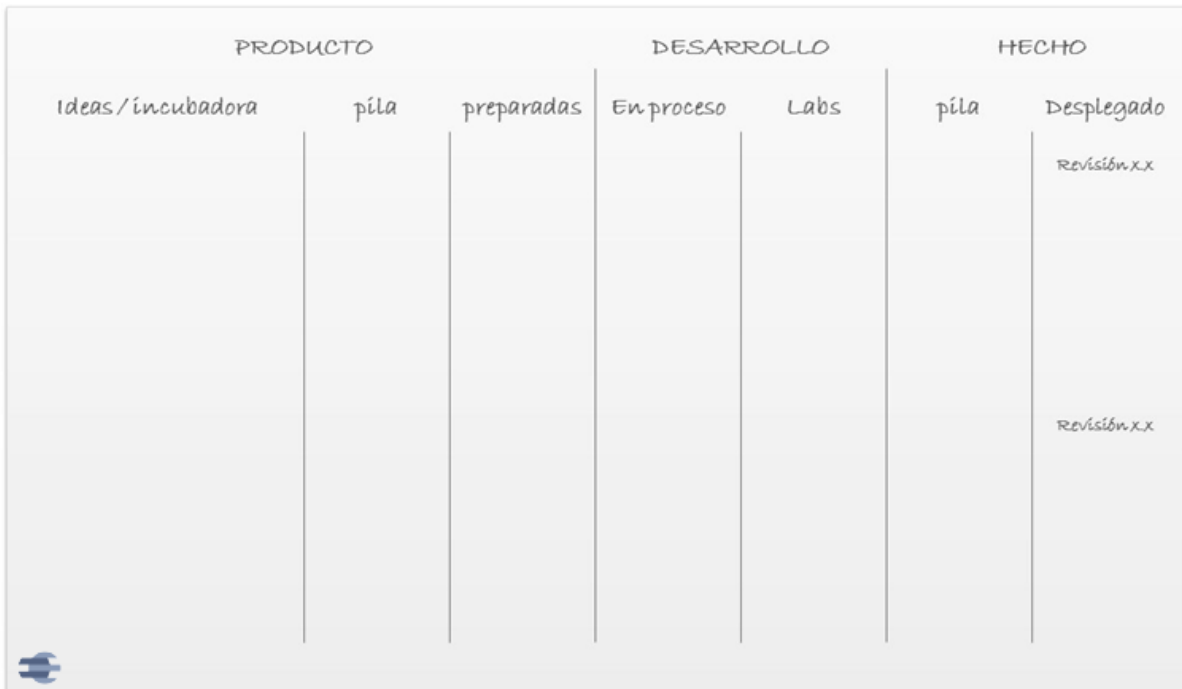 PRODUCTO DESARROLLO HECHO
Ideas / incubadora pila preparadas En proceso Labs pila Desplegado
Revisión x.x
Revisión x.x